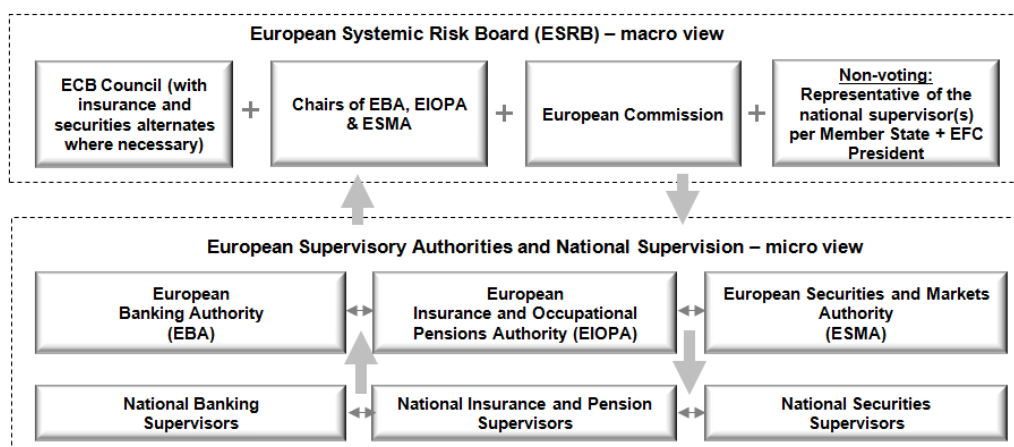 European Systemic Risk Board (ESRB) – macro view
ECB Council (with
insurance and
securities alternates
where necessary)
+
Chairs of EBA, EIOPA
& ESMA
+
European Commission
+
Non-voting:
Representative of the
national supervisor(s)
per Member State + EFC
President
European Supervisory Authorities and National Supervision – micro view
European
Banking Authority
(EBA)
European
Insurance and Occupational
Pensions Authority (EIOPA)
European Securities and Markets
Authority
(ESMA)
National Banking
Supervisors
National Insurance and Pension
Supervisors
National Securities
Supervisors